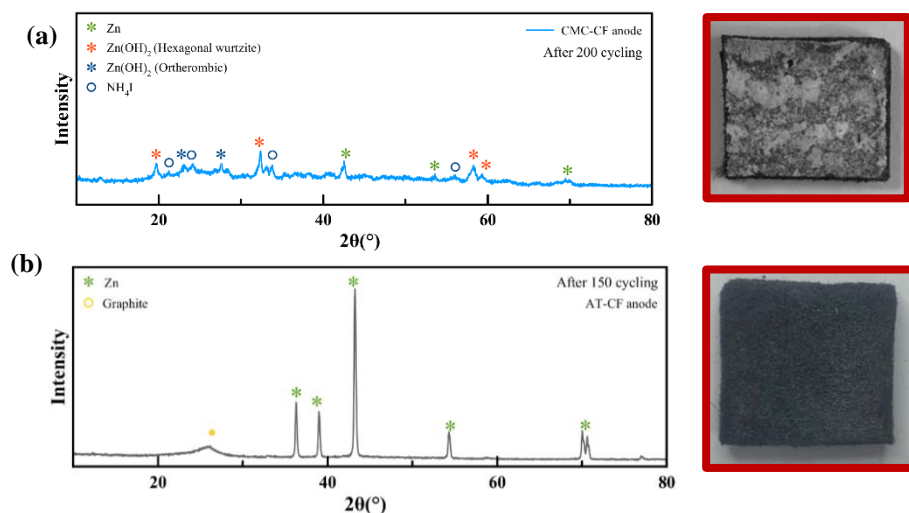 (a)
Zn
Zn(OH)₂ (Hexagonal wurtzite)
Zn(OH)₂ (Ortherombic)
NH₄I
CMC-CF anode
After 200 cycling
Intensity
20
40
60
80
2θ(°)
(b)
Zn
Graphite
After 150 cycling
AT-CF anode
Intensity
20
40
60
80
2θ(°)